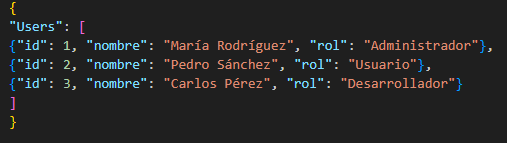 {
"Users": [
{"id": 1, "nombre": "María Rodríguez", "rol": "Administrador"},
{"id": 2, "nombre": "Pedro Sánchez", "rol": "Usuario"},
{"id": 3, "nombre": "Carlos Pérez", "rol": "Desarrollador"}
]
}